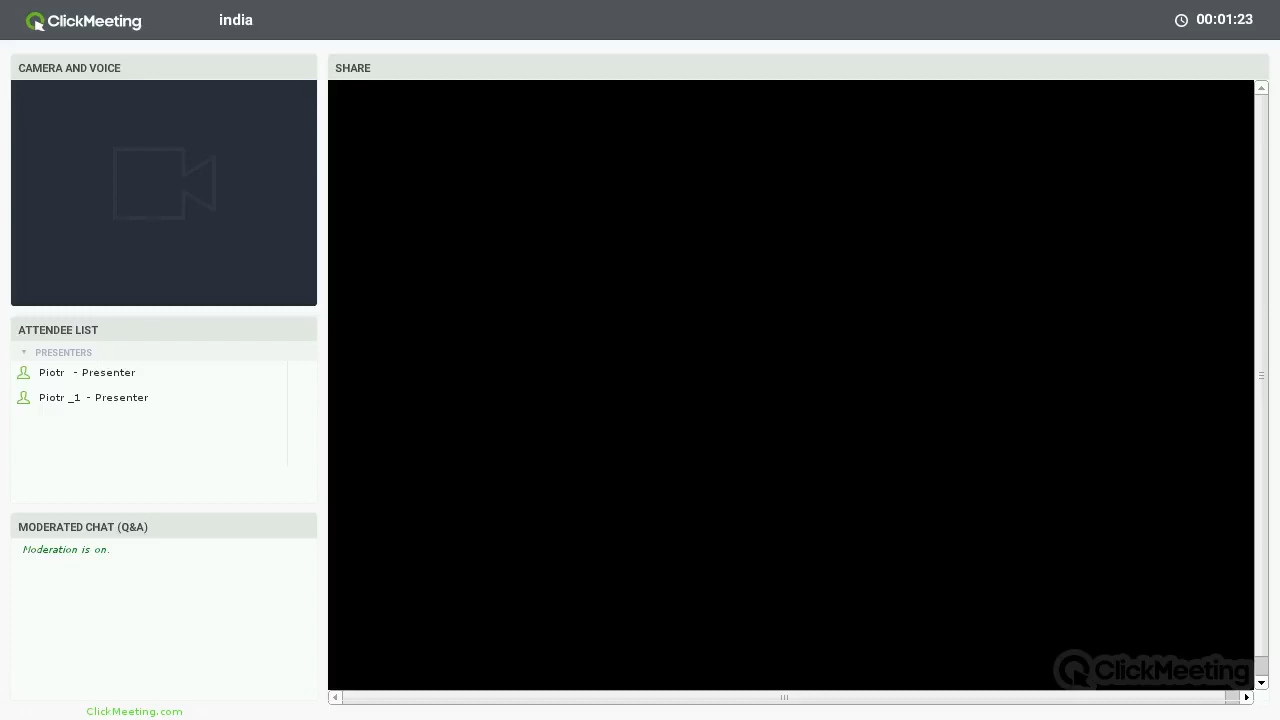 ClickMeeting
india
00:01:23
CAMERA AND VOICE
SHARE
ATTENDEE LIST
PRESENTERS
Piotr - Presenter
Piotr _1 - Presenter
MODERATED CHAT (Q&A)
Moderation is on.
ClickMeeting
ClickMeeting.com